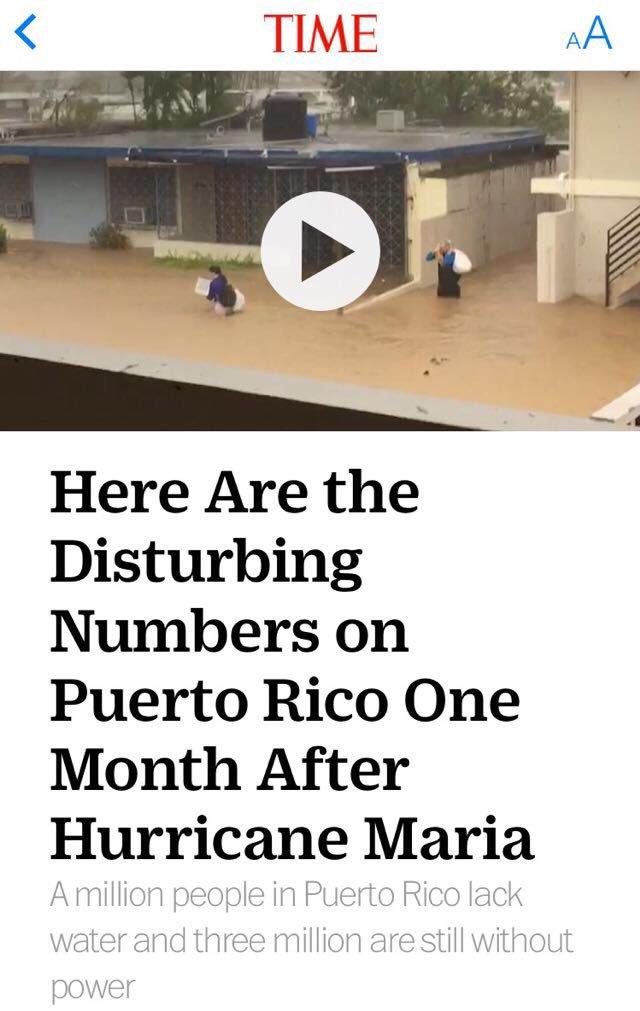 TIME
AA
Here Are the
Disturbing
Numbers on
Puerto Rico One
Month After
Hurricane Maria
A million people in Puerto Rico lack
water and three million are still without
power